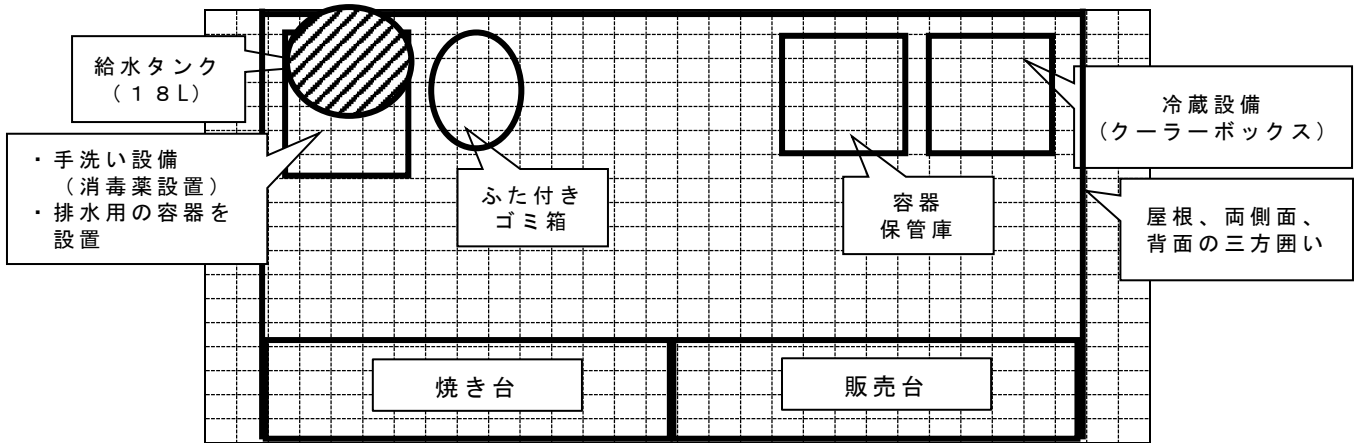 給水タンク
（１８L）
・手洗い設備
（消毒薬設置）
・排水用の容器を
設置
ふた付き
ゴミ箱
容器
保管庫
冷蔵設備
（クーラーボックス）
屋根、両側面、
背面の三方囲い
焼き台
販売台